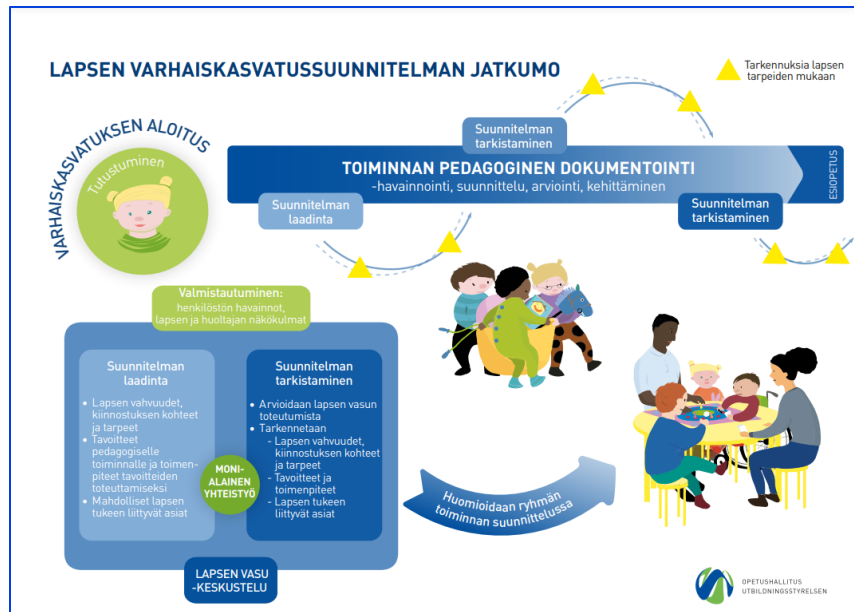 LAPSEN VARHAISKASVATUSSUUNNITELMAN JATKUMO
Tarkennuksia lapsen
tarpeiden mukaan
VARHAISKASVATUKSEN ALOITUS
Tutustuminen
Suunnitelman
tarkistaminen
TOIMINNAN PEDAGOGINEN DOKUMENTOINTI
-havainnointi, suunnittelu, arviointi, kehittäminen
ESIOPETUS
Suunnitelman
laadinta
Suunnitelman
tarkistaminen
Valmistautuminen:
henkilöstön havainnot,
lapsen ja huoltajan näkökulmat
Suunnitelman
laadinta
• Lapsen vahvuudet,
kiinnostuksen kohteet
ja tarpeet
• Tavoitteet
pedagogiselle
toiminnalle ja toimen-
piteet tavoitteiden
toteuttamiseksi
• Mahdolliset lapsen
tukeen liittyvät asiat
MONI-
ALAINEN
YHTEISTYÖ
Suunnitelman
tarkistaminen
• Arvioidaan lapsen vasun
toteutumista
• Tarkennetaan
- Lapsen vahvuudet,
kiinnostuksen kohteet
ja tarpeet
- Tavoitteet ja
toimenpiteet
- Lapsen tukeen
liittyvät asiat
LAPSEN VASU
-KESKUSTELU
Huomioidaan ryhmän
toiminnan suunnittelussa
OPETUSHALLITUS
UTBILDNINGSSTYRELSEN